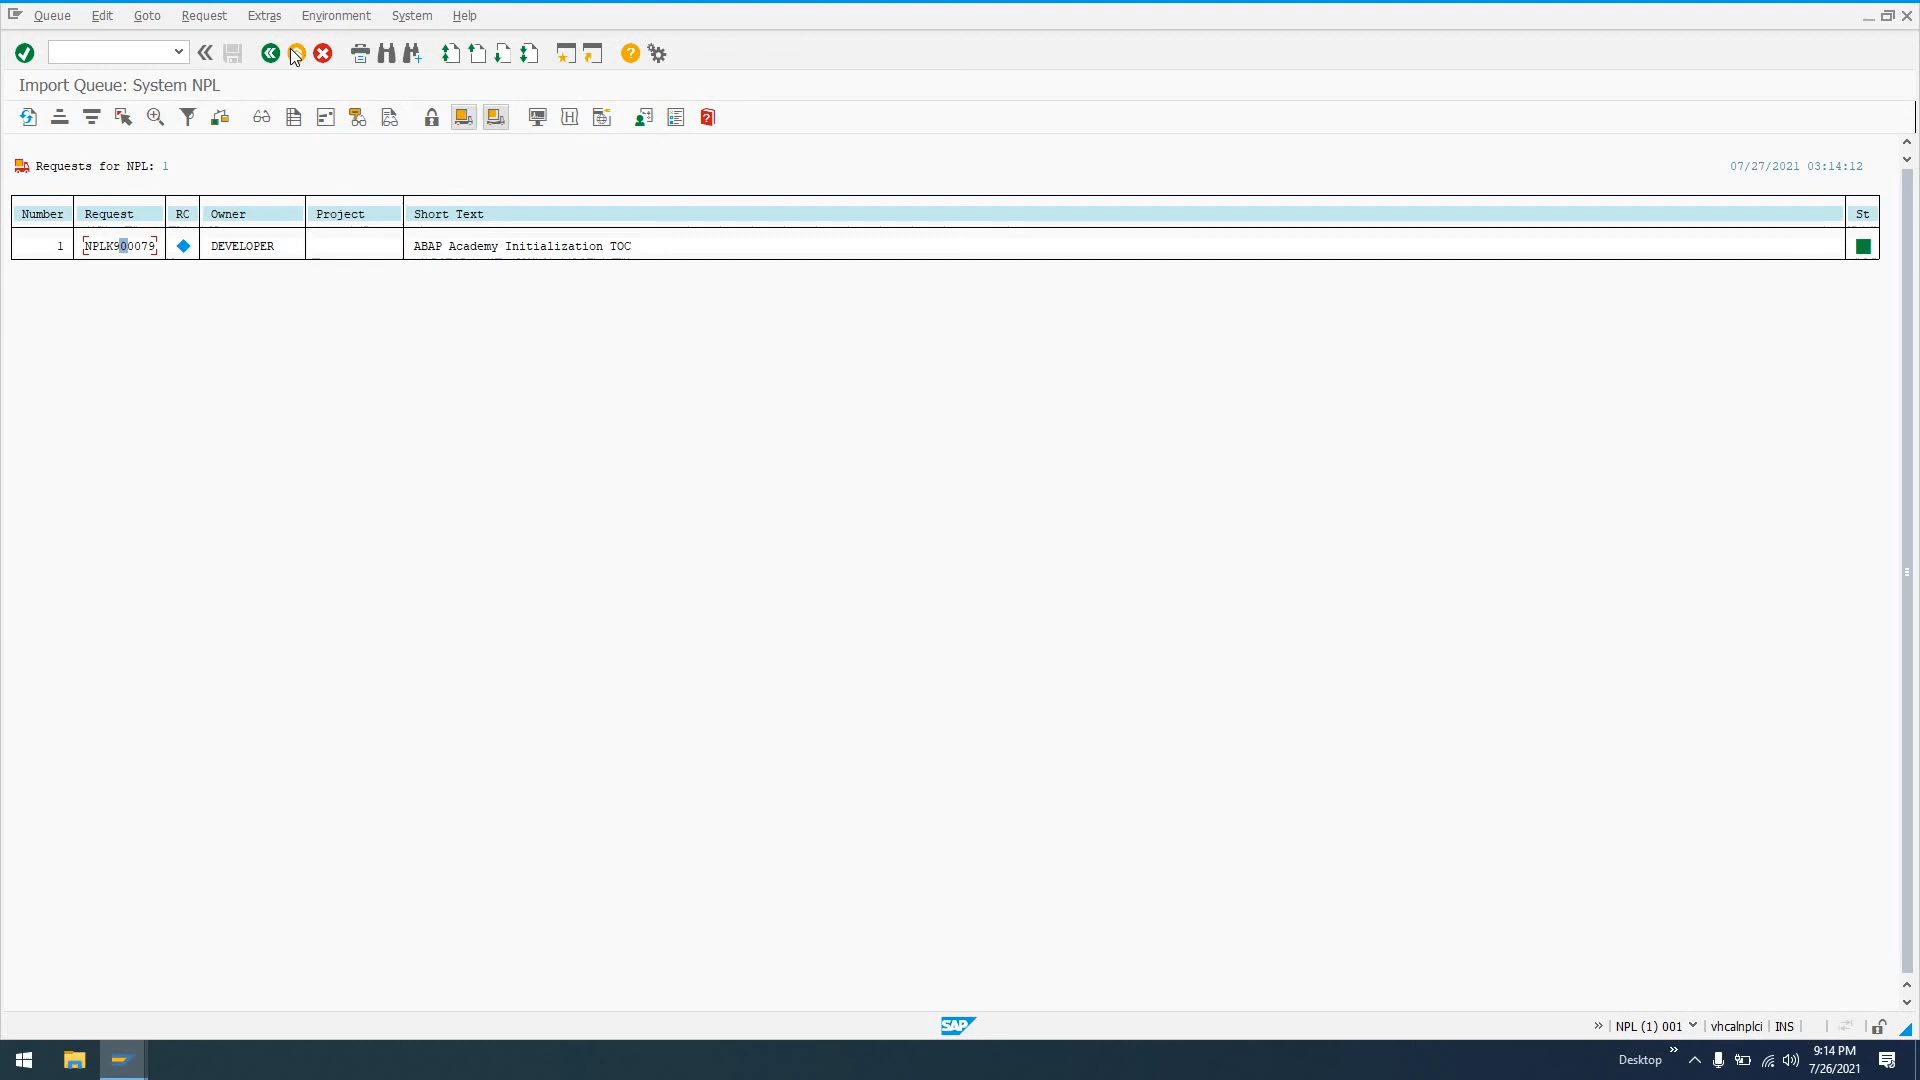 Queue Edit Goto Request Extras Environment System Help
Import Queue: System NPL
Requests for NPL: 1
07/27/2021 03:14:12
Number Request RC Owner Project Short Text St
1 NPLK900079 DEVELOPER ABAP Academy Initialization TOC
SAP
NPL (1) 001 vhcalnplci INS
Desktop
9:14 PM
7/26/2021